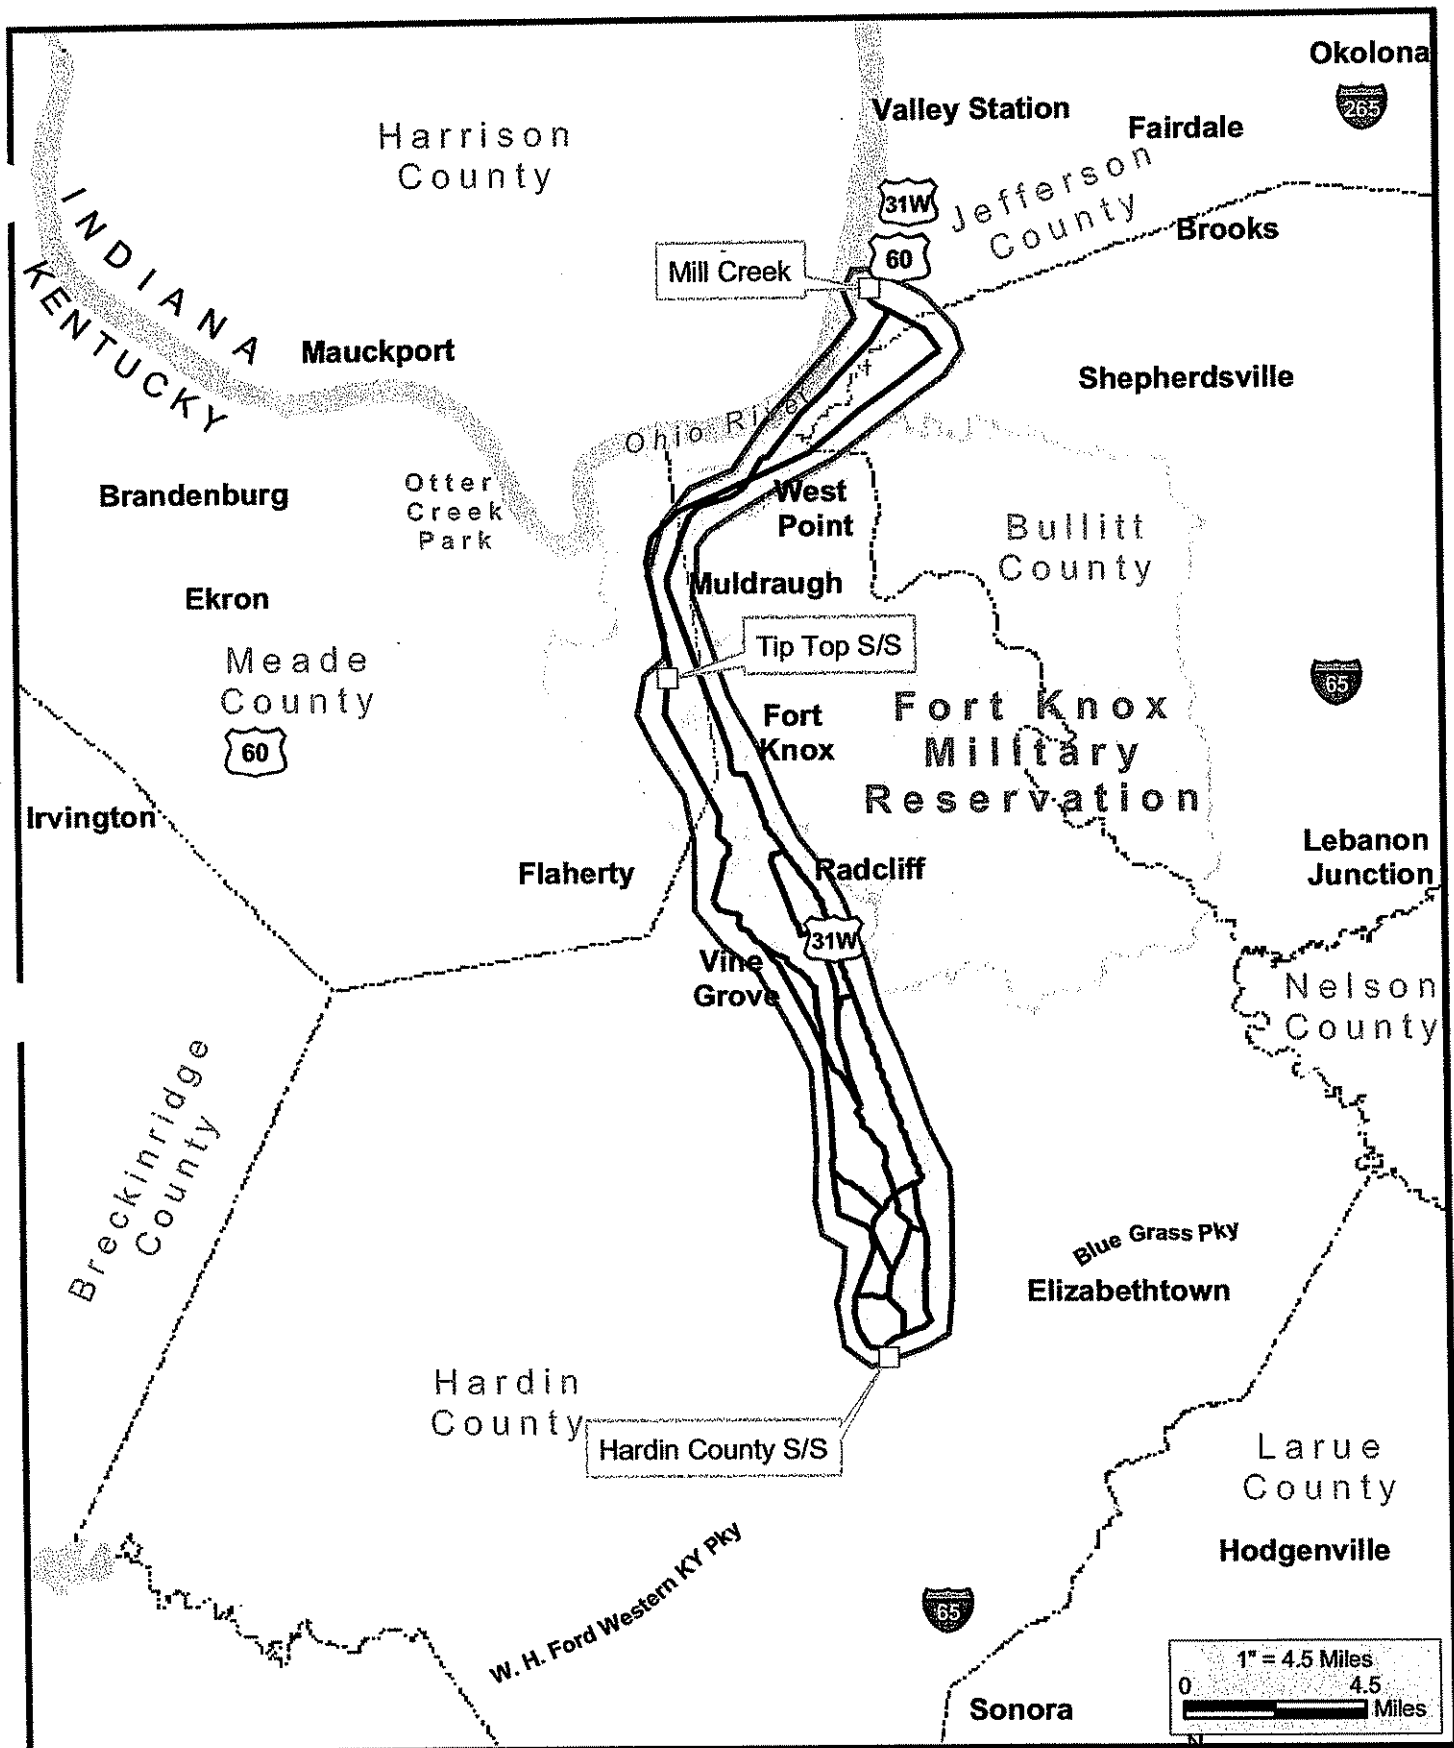 Okolona
265
Valley Station
Fairdale
Harrison
County
31W
Jefferson
County
Brooks
60
Mill Creek
INDIANA
KENTUCKY
Mauckport
Shepherdsville
Ohio River
Brandenburg
Otter
Creek
Park
West
Point
Bullitt
County
Muldraugh
Ekron
Tip Top S/S
Meade
County
65
60
Fort
Knox
Fort Knox
Military
Reservation
Irvington
Flaherty
Radcliff
Lebanon
Junction
31W
Vine
Grove
Nelson
County
Breckinridge
County
Blue Grass Pky
Elizabethtown
Hardin
County
Hardin County S/S
Larue
County
Hodgenville
W. H. Ford Western KY Pky
65
Sonora
1" = 4.5 Miles
0 4.5
Miles
N